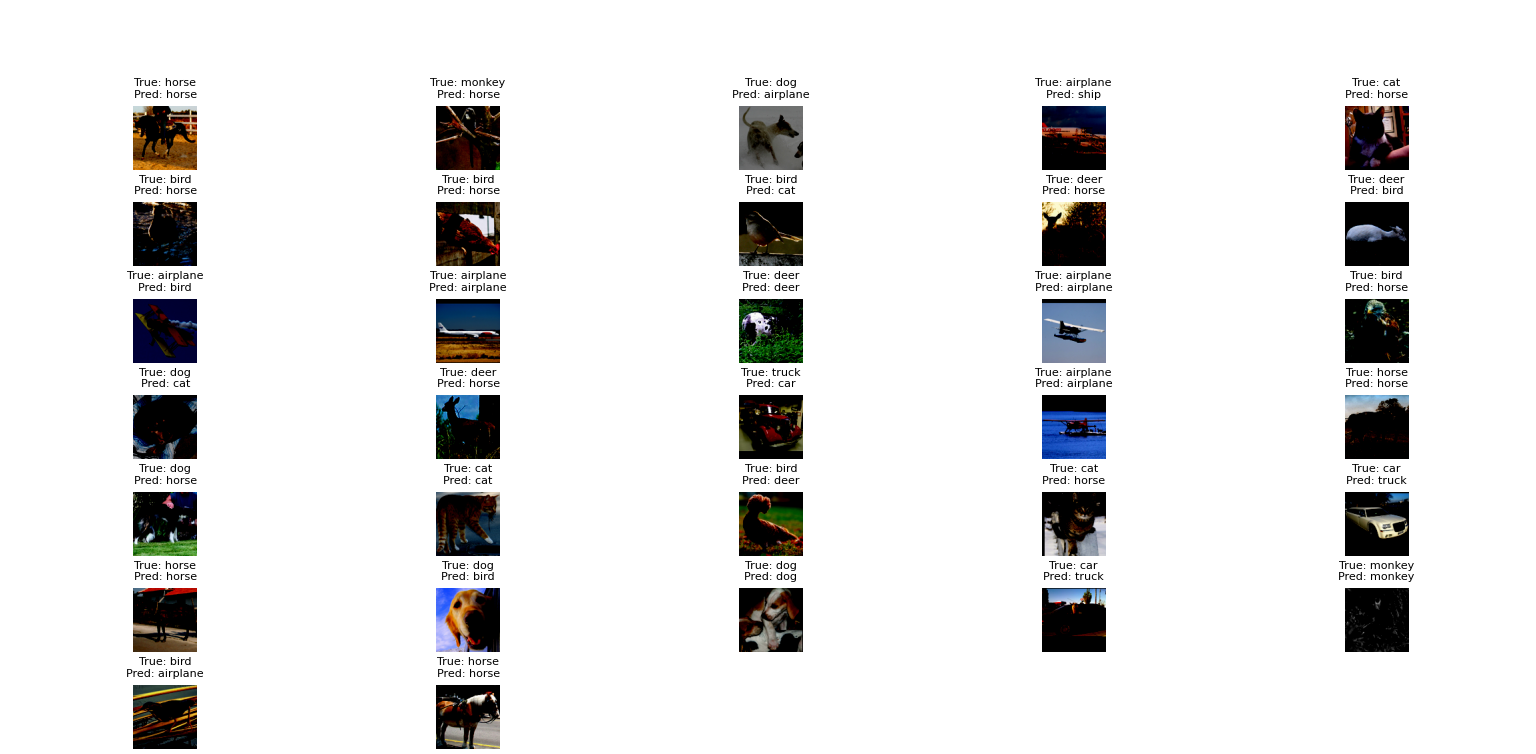 True: horse
Pred: horse
True: monkey
Pred: horse
True: dog
Pred: airplane
True: airplane
Pred: ship
True: cat
Pred: horse
True: bird
Pred: horse
True: bird
Pred: horse
True: bird
Pred: cat
True: deer
Pred: horse
True: deer
Pred: bird
True: airplane
Pred: bird
True: airplane
Pred: airplane
True: deer
Pred: deer
True: airplane
Pred: airplane
True: bird
Pred: horse
True: dog
Pred: cat
True: deer
Pred: horse
True: truck
Pred: car
True: airplane
Pred: airplane
True: horse
Pred: horse
True: dog
Pred: horse
True: cat
Pred: cat
True: bird
Pred: deer
True: cat
Pred: horse
True: car
Pred: truck
True: horse
Pred: horse
True: dog
Pred: bird
True: dog
Pred: dog
True: car
Pred: truck
True: monkey
Pred: monkey
True: bird
Pred: airplane
True: horse
Pred: horse